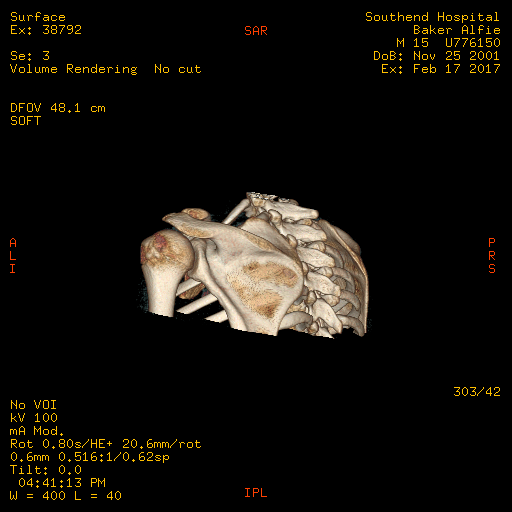 Surface
Ex: 38792
Se: 3
Volume Rendering No cut
DFOV 48.1 cm
SOFT
Southend Hospital
Baker Alfie
M 15 U776150
DoB: Nov 25 2001
Ex: Feb 17 2017
SAR
A
L
I
P
R
S
303/42
No VOI
kV 100
mA Mod.
Rot 0.80s/HE+ 20.6mm/rot
0.6mm 0.516:1/0.62sp
Tilt: 0.0
04:41:13 PM
W = 400 L = 40
IPL